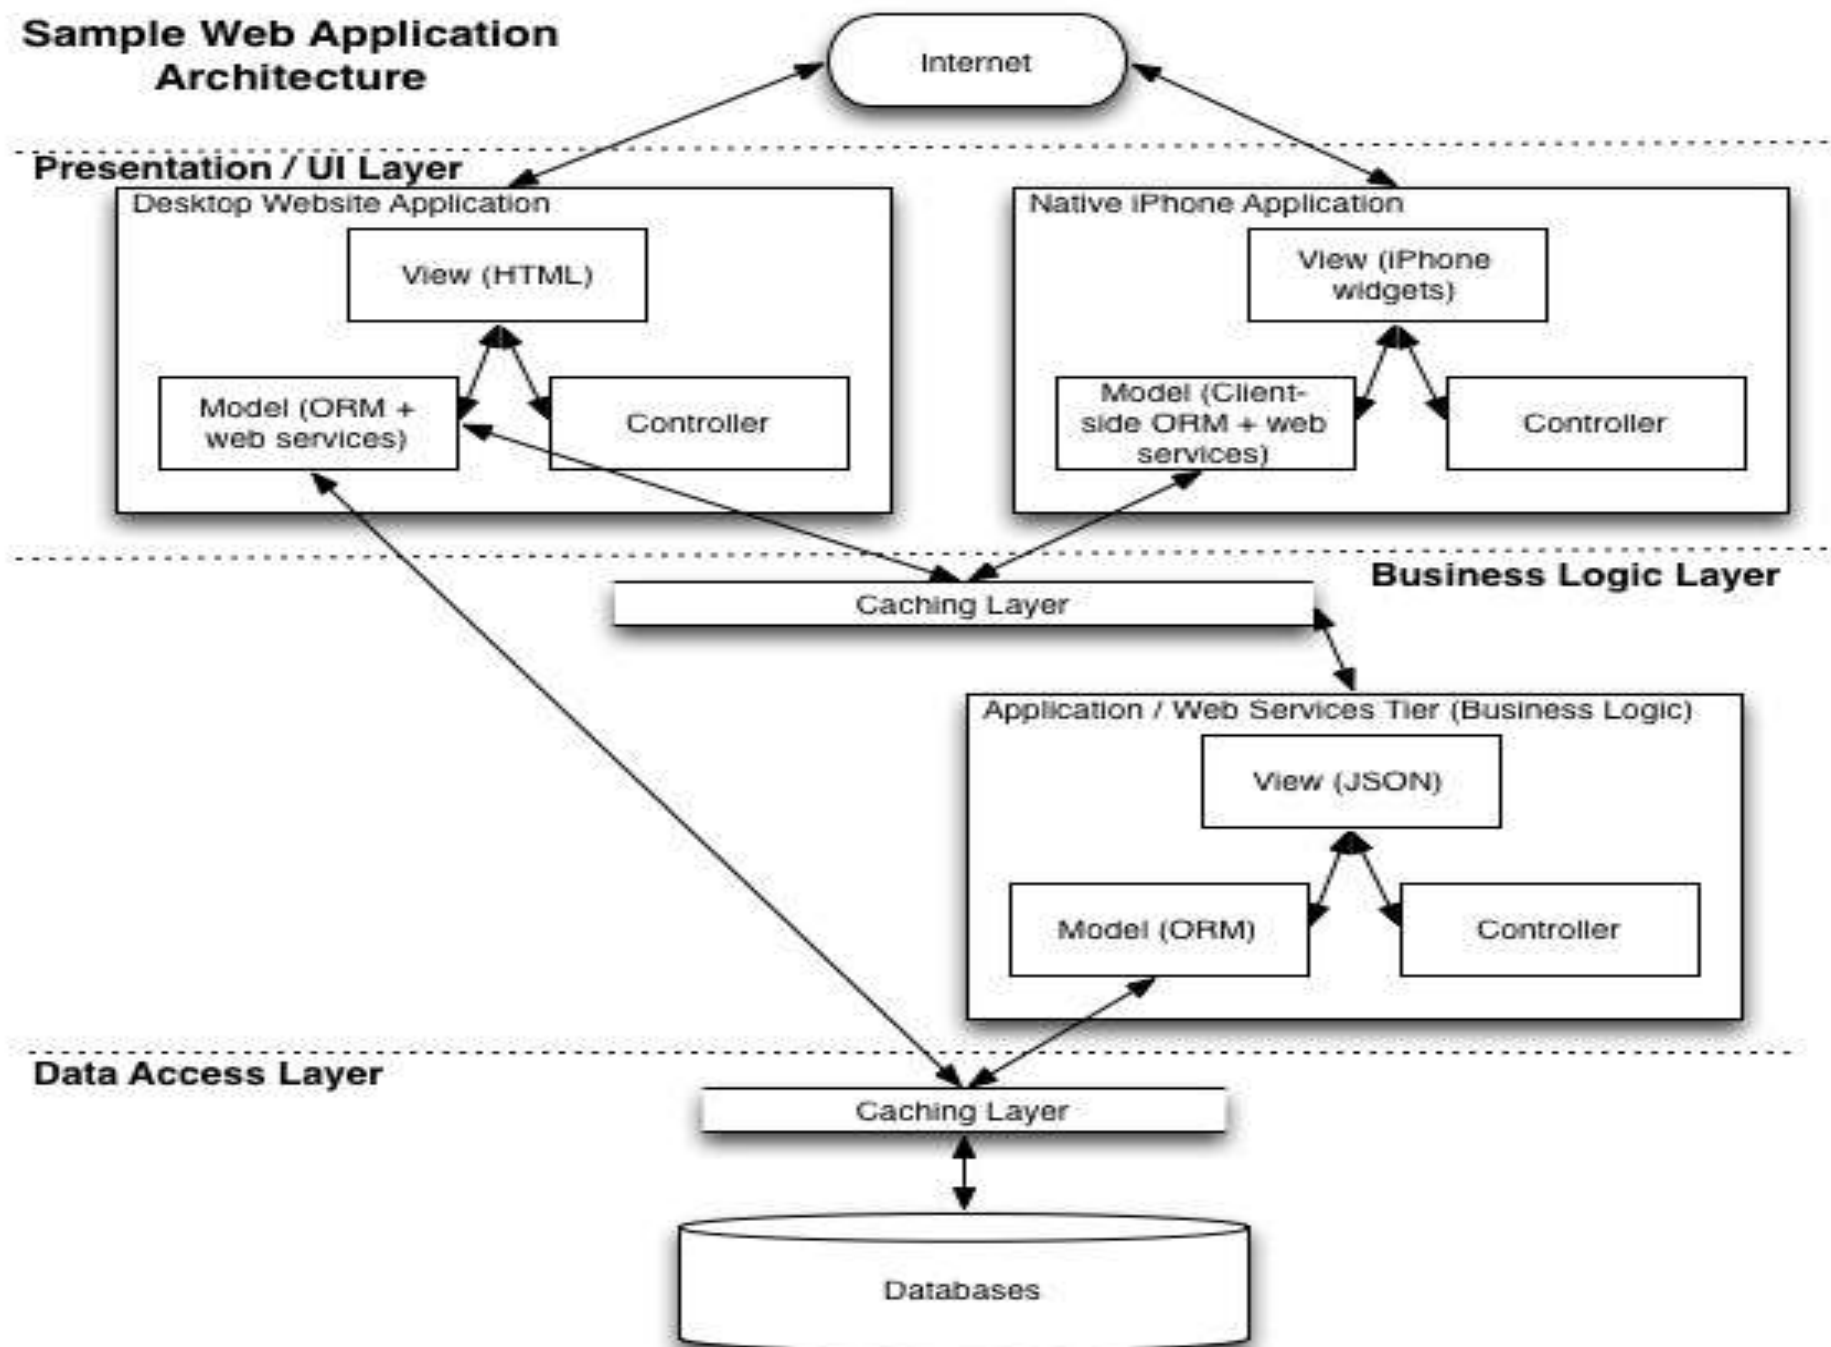 Sample Web Application
Architecture
Internet
Presentation / UI Layer
Desktop Website Application
View (HTML)
Model (ORM +
web services)
Controller
Native iPhone Application
View (iPhone
widgets)
Model (Client-
side ORM + web
services)
Controller
Business Logic Layer
Caching Layer
Application / Web Services Tier (Business Logic)
View (JSON)
Model (ORM)
Controller
Data Access Layer
Caching Layer
Databases